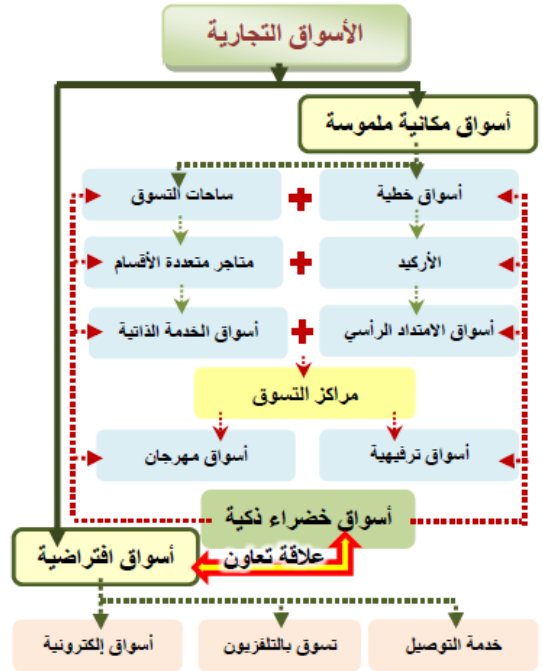 الأسواق التجارية
أسواق مكانية ملموسة
أسواق خطية
ساحات التسوق
الأركيد
متاجر متعددة الأقسام
أسواق الامتداد الرأسي
أسواق الخدمة الذاتية
مراكز التسوق
أسواق ترفيهية
أسواق مهرجان
أسواق خضراء ذكية
علاقة تعاون
أسواق افتراضية
خدمة التوصيل
تسوق بالتلفزيون
أسواق إلكترونية